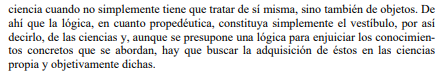 ciencia cuando no simplemente tiene que tratar de sí misma, sino también de objetos. De
ahí que la lógica, en cuanto propedéutica, constituya simplemente el vestíbulo, por así
decirlo, de las ciencias y, aunque se presupone una lógica para enjuiciar los conocimien-
tos concretos que se abordan, hay que buscar la adquisición de éstos en las ciencias
propia y objetivamente dichas.